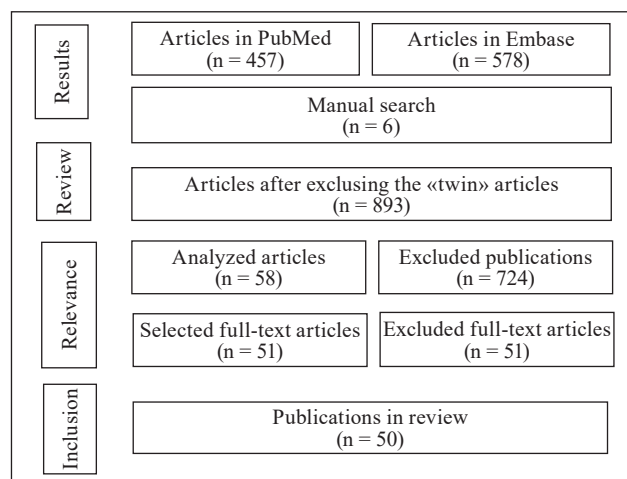 Results
Articles in PubMed
(n = 457)
Articles in Embase
(n = 578)
Manual search
(n = 6)
Review
Articles after exclusing the «twin» articles
(n = 893)
Relevance
Analyzed articles
(n = 58)
Excluded publications
(n = 724)
Selected full-text articles
(n = 51)
Excluded full-text articles
(n = 51)
Inclusion
Publications in review
(n = 50)